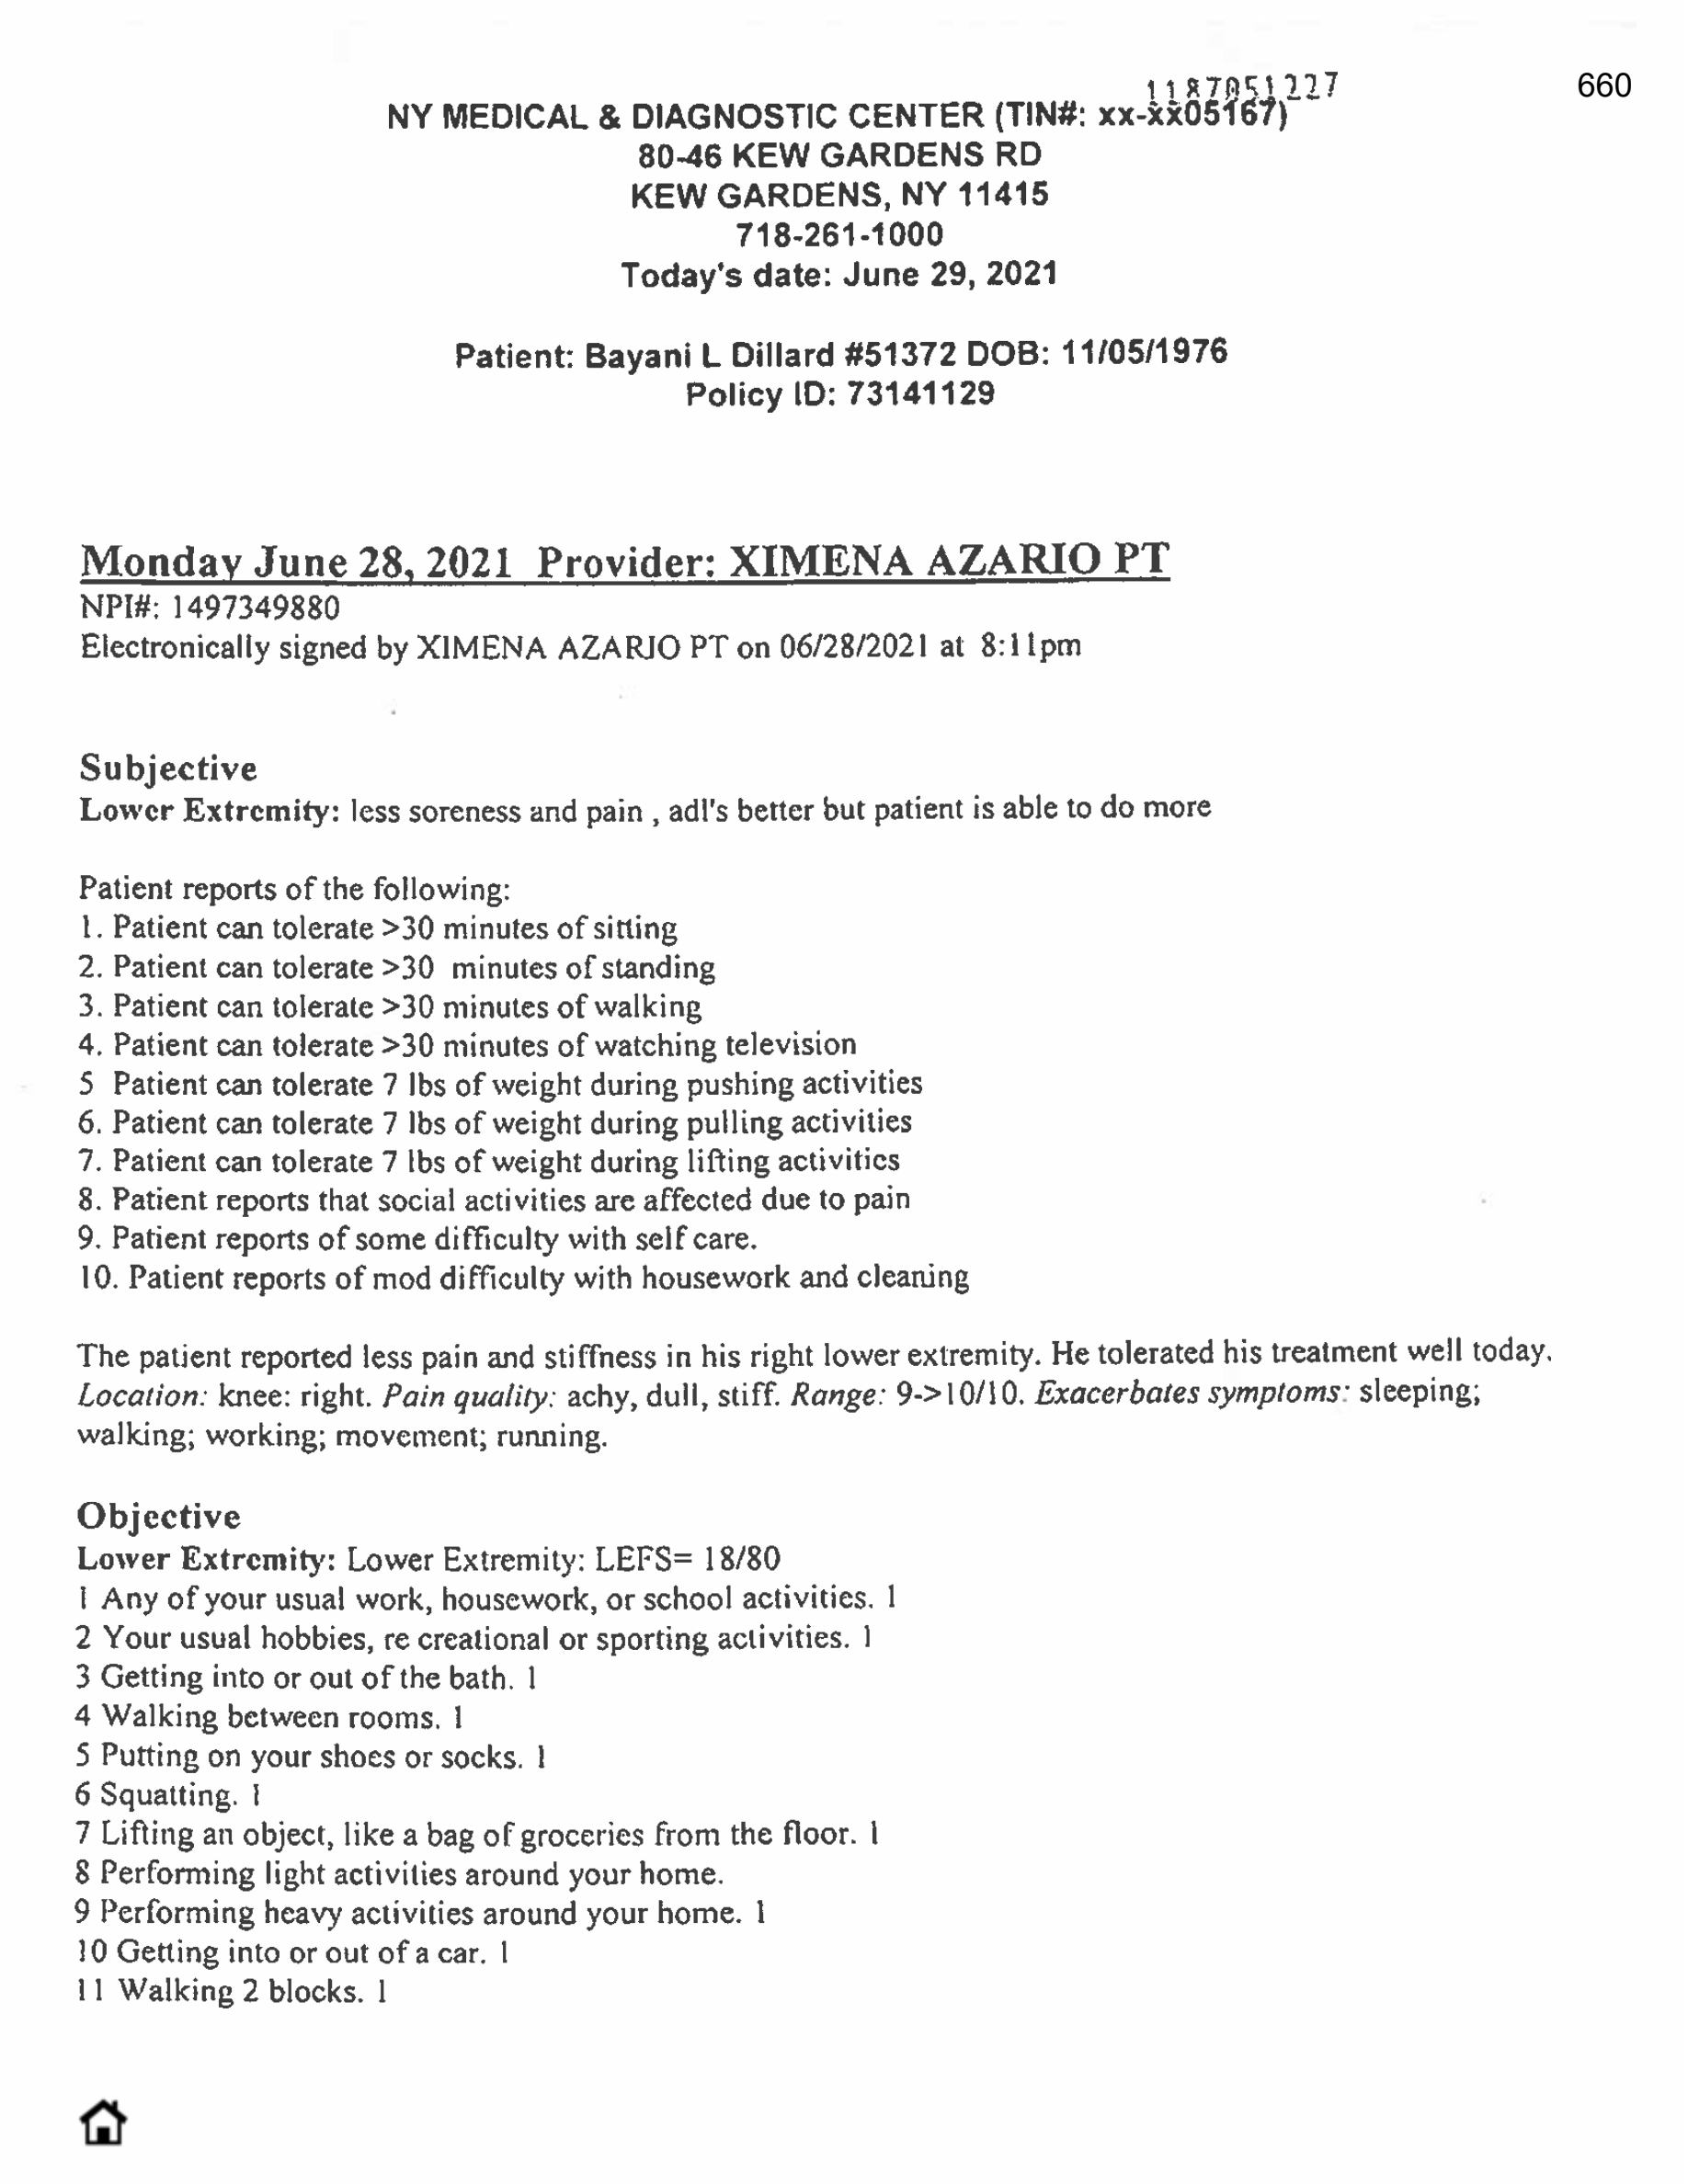 1187051227
660
NY MEDICAL & DIAGNOSTIC CENTER (TIN#: xx-xx05167)
80-46 KEW GARDENS RD
KEW GARDENS, NY 11415
718-261-1000
Today's date: June 29, 2021
Patient: Bayani L Dillard #51372 DOB: 11/05/1976
Policy ID: 73141129
Monday June 28, 2021 Provider: XIMENA AZARIO PT
NPI#: 1497349880
Electronically signed by XIMENA AZARIO PT on 06/28/2021 at 8:11pm
Subjective
Lower Extremity: less soreness and pain , adl's better but patient is able to do more
Patient reports of the following:
1. Patient can tolerate >30 minutes of sitting
2. Patient can tolerate >30 minutes of standing
3. Patient can tolerate >30 minutes of walking
4. Patient can tolerate >30 minutes of watching television
5 Patient can tolerate 7 lbs of weight during pushing activities
6. Patient can tolerate 7 lbs of weight during pulling activities
7. Patient can tolerate 7 lbs of weight during lifting activities
8. Patient reports that social activities are affected due to pain
9. Patient reports of some difficulty with self care.
10. Patient reports of mod difficulty with housework and cleaning
The patient reported less pain and stiffness in his right lower extremity. He tolerated his treatment well today.
Location: knee: right. Pain quality: achy, dull, stiff. Range: 9->10/10. Exacerbates symptoms: sleeping;
walking; working; movement; running.
Objective
Lower Extremity: Lower Extremity: LEFS= 18/80
1 Any of your usual work, housework, or school activities. 1
2 Your usual hobbies, re creational or sporting activities. 1
3 Getting into or out of the bath. 1
4 Walking between rooms. 1
5 Putting on your shoes or socks. 1
6 Squatting. 1
7 Lifting an object, like a bag of groceries from the floor. 1
8 Performing light activities around your home.
9 Performing heavy activities around your home. 1
10 Getting into or out of a car. 1
11 Walking 2 blocks. 1